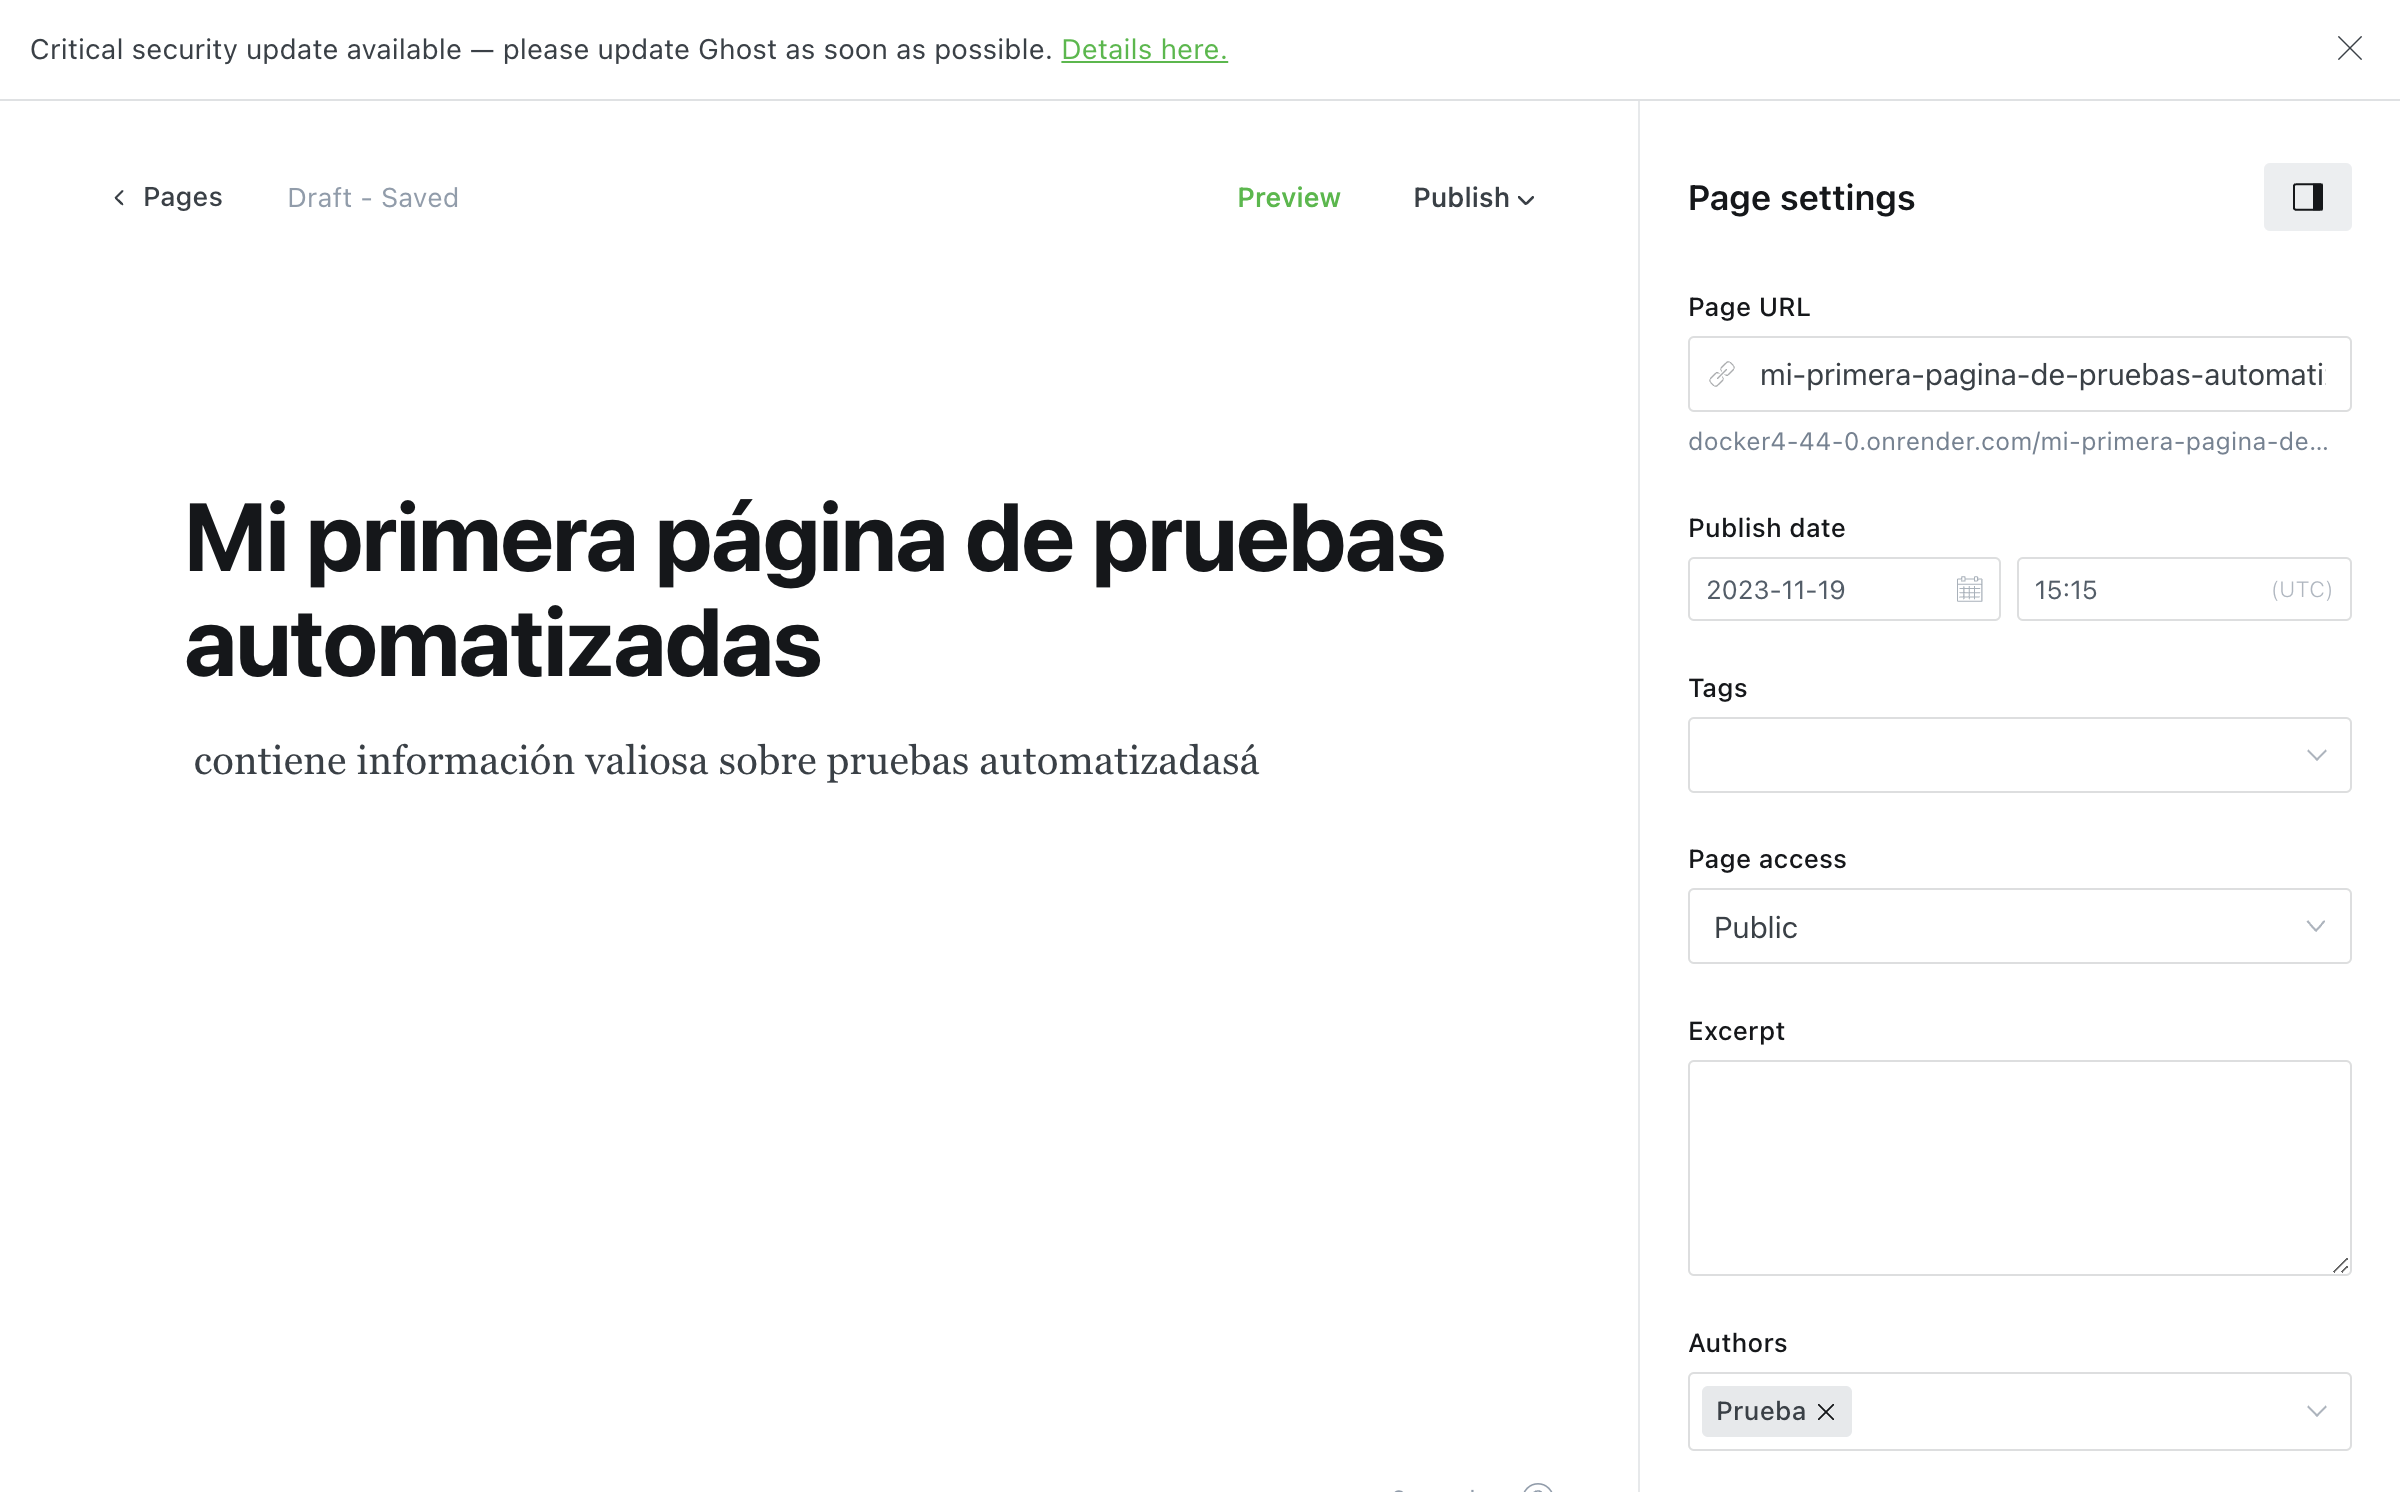 Critical security update available — please update Ghost as soon as possible. Details here.
Pages
Draft - Saved
Preview
Publish
Mi primera página de pruebas
automatizadas
contiene información valiosa sobre pruebas automatizadasá
Page settings
Page URL
mi-primera-pagina-de-pruebas-automati
docker4-44-0.onrender.com/mi-primera-pagina-de...
Publish date
2023-11-19
15:15
(UTC)
Tags
Page access
Public
Excerpt
Authors
Prueba